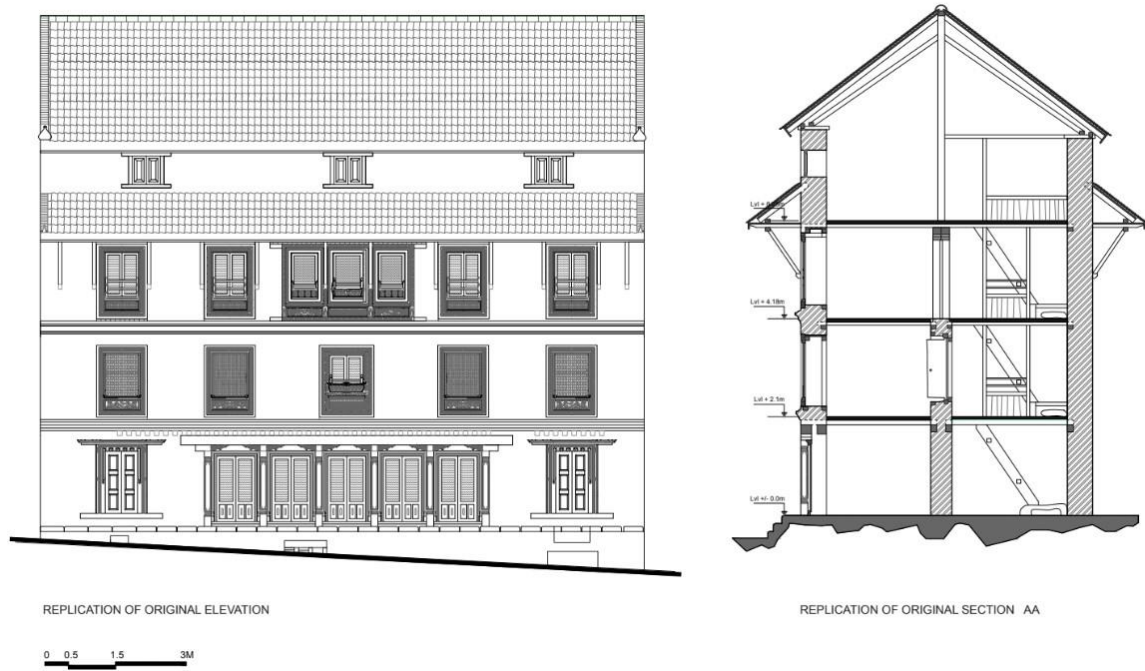 Lvl + 4.18m
Lvl + 2.1m
Lvl +/- 0.0m
REPLICATION OF ORIGINAL ELEVATION
REPLICATION OF ORIGINAL SECTION AA
0 0.5 1.5 3M